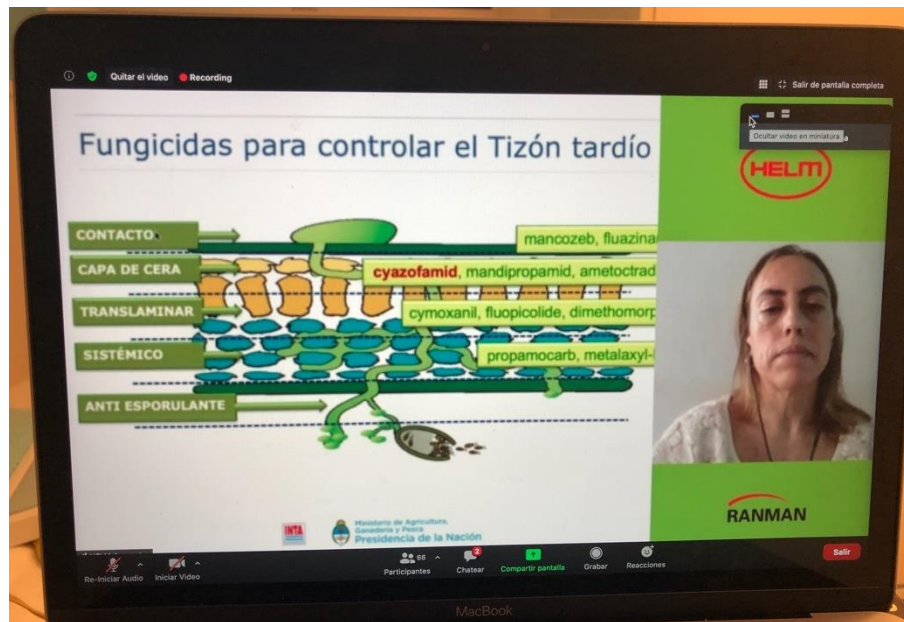 Quitar el video Recording
Salir de pantalla completa
Ocultar video en miniatura
Fungicidas para controlar el Tizón tardío
HELM
CONTACTO
mancozeb, fluazina
CAPA DE CERA
cyazofamid, mandipropamid, ametoctrad
TRANSLAMINAR
cymoxanil, fluopicolide, dimethomorp
SISTÉMICO
propamocarb, metalaxyl-
ANTI ESPORULANTE
RANMAN
INTA
Ministerio de Agricultura,
Ganadería y Pesca
Presidencia de la Nación
Re-Iniciar Audio
Iniciar Video
66
Participantes
2
Chatear
Compartir pantalla
Grabar
Reacciones
Salir
MacBook